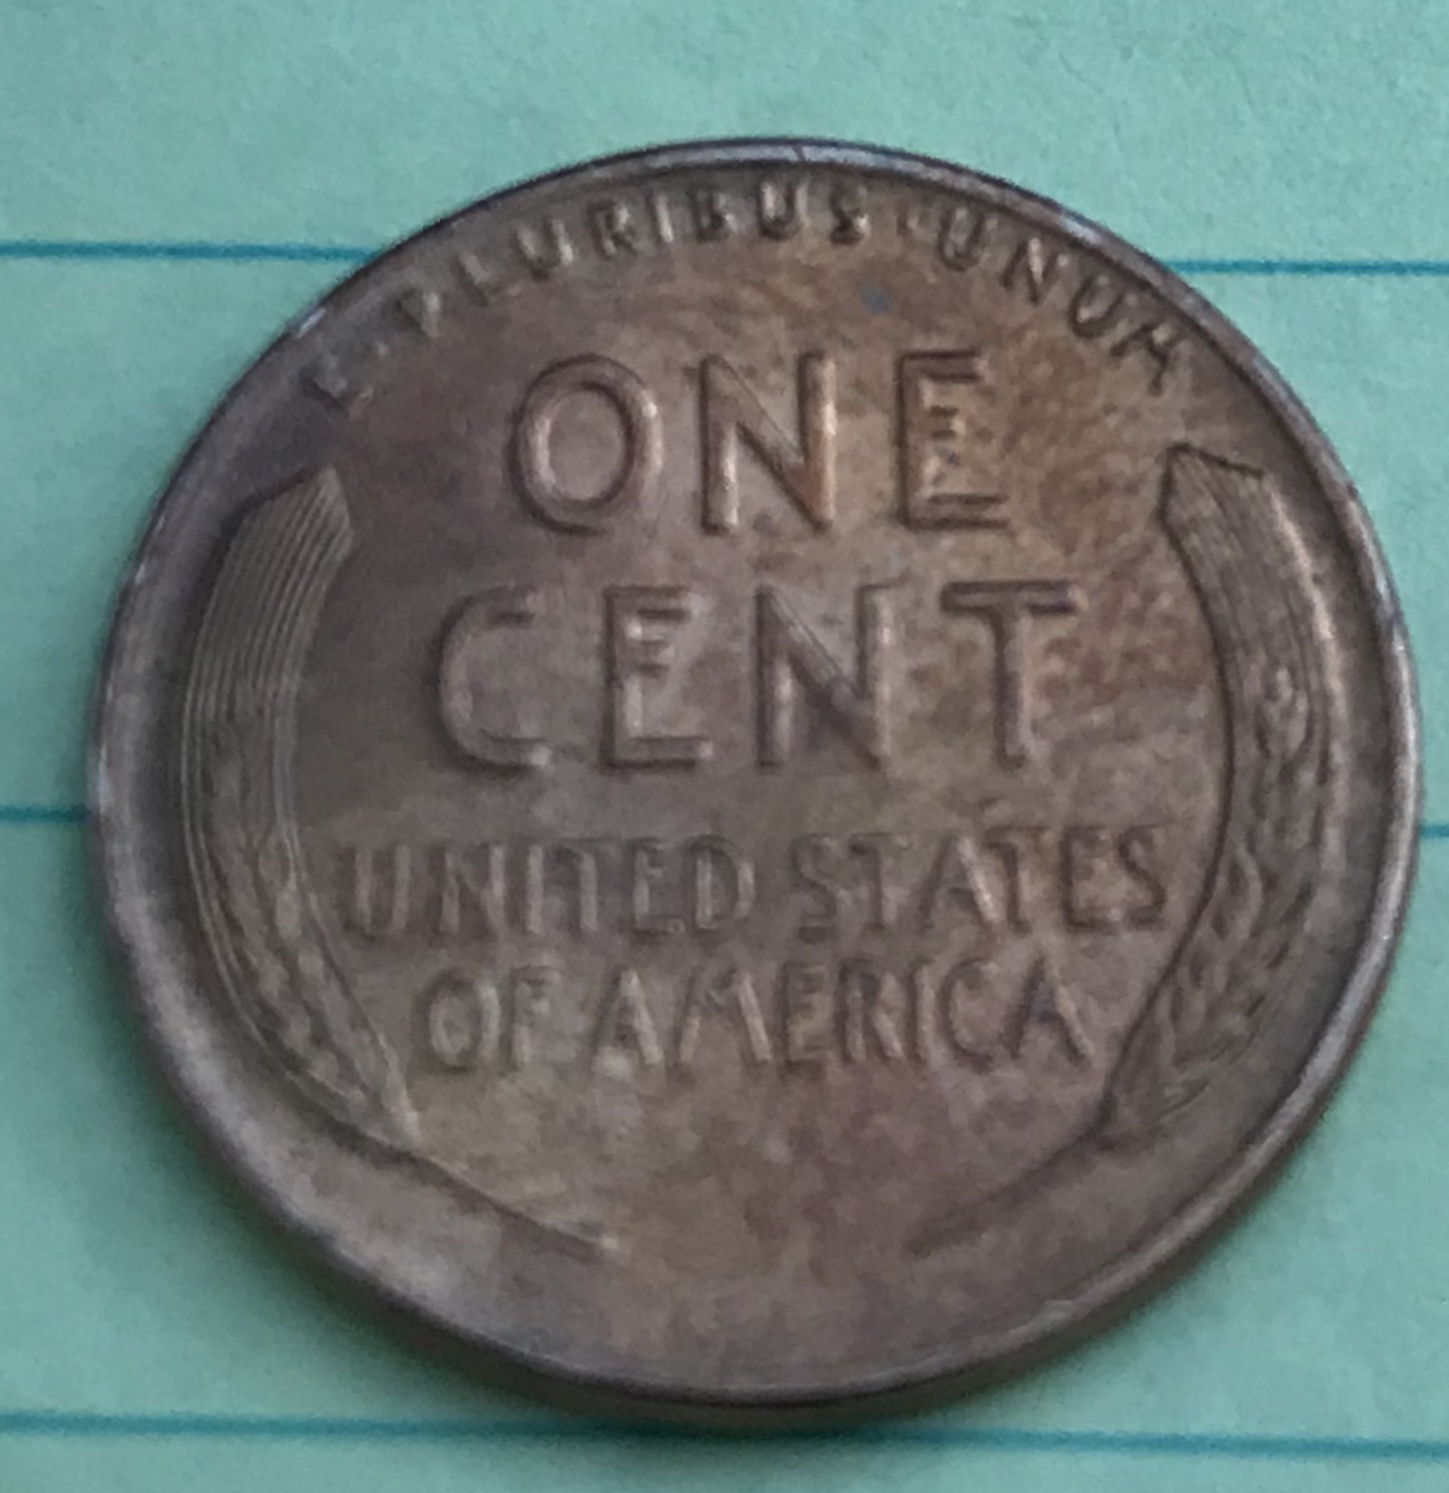 E·PLURIBUS·UNUM
ONE
CENT
UNITED STATES
OF AMERICA